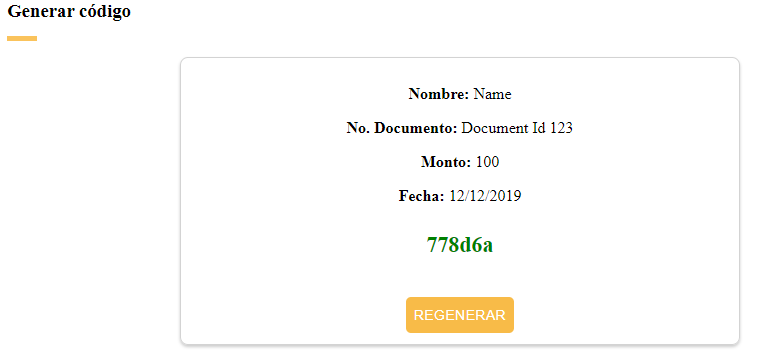 Generar código
Nombre: Name
No. Documento: Document Id 123
Monto: 100
Fecha: 12/12/2019
778d6a
REGENERAR